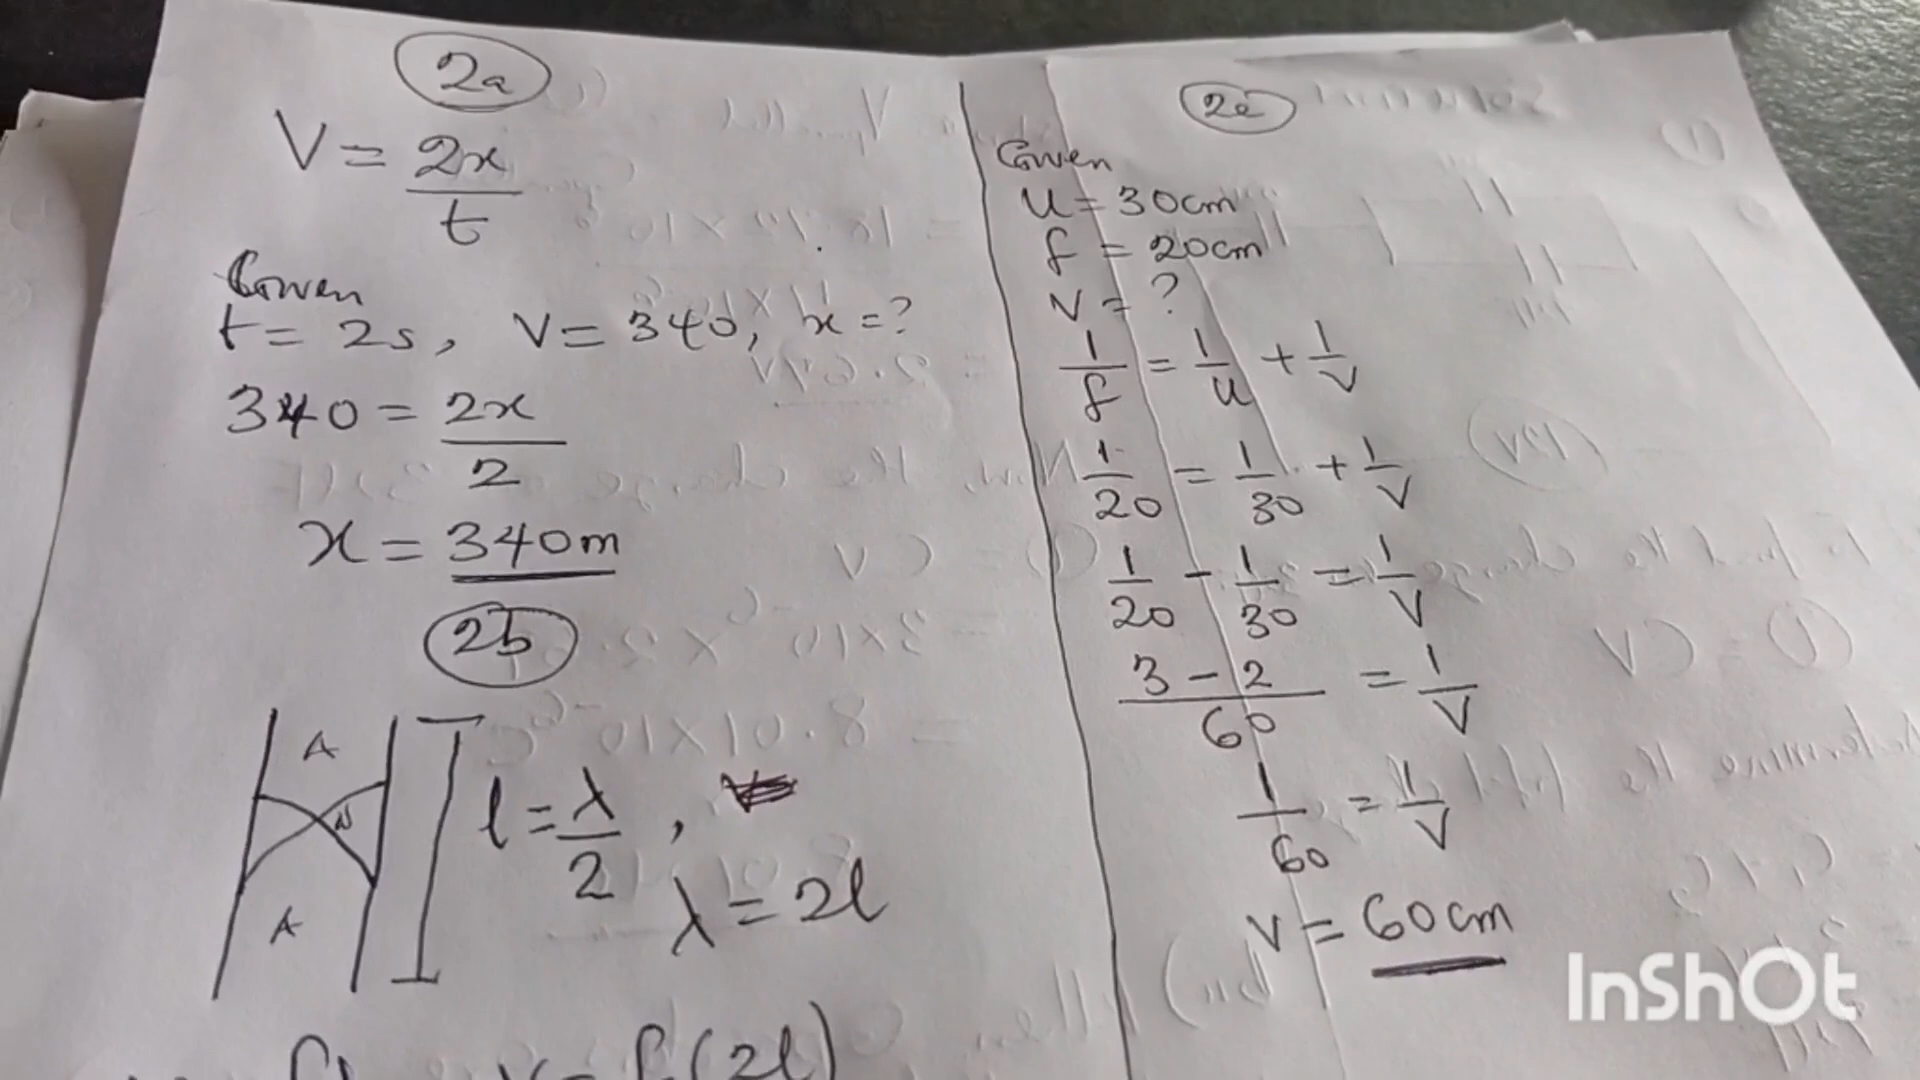 2a
V = 2x/t
Given
t = 2s, V = 340, x = ?
340 = 2x/2
x = 340m
2b
A
N
A
l = λ/2, λ = 2l
V = f(2l)
2e
Given
u = 30cm
f = 20cm
v = ?
1/f = 1/u + 1/v
1/20 = 1/30 + 1/v
1/20 - 1/30 = 1/v
3 - 2/60 = 1/v
1/60 = 1/v
v = 60cm
InShOt